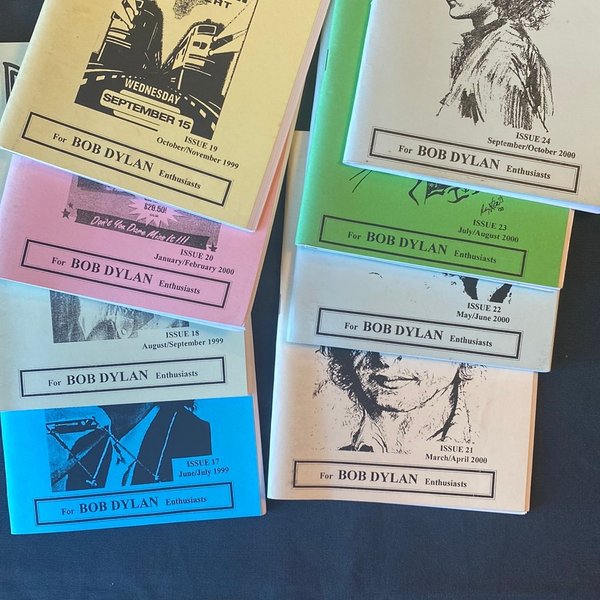 WEDNESDAY
SEPTEMBER 15
ISSUE 19
October/November 1999
For BOB DYLAN Enthusiasts
$28.50!
Don't You Dare Miss It!!!
ISSUE 20
January/February 2000
For BOB DYLAN Enthusiasts
ISSUE 18
August/September 1999
For BOB DYLAN Enthusiasts
ISSUE 17
June/July 1999
For BOB DYLAN Enthusiasts
ISSUE 24
September/October 2000
For BOB DYLAN Enthusiasts
ISSUE 23
July/August 2000
For BOB DYLAN Enthusiasts
ISSUE 22
May/June 2000
For BOB DYLAN Enthusiasts
ISSUE 21
March/April 2000
For BOB DYLAN Enthusiasts